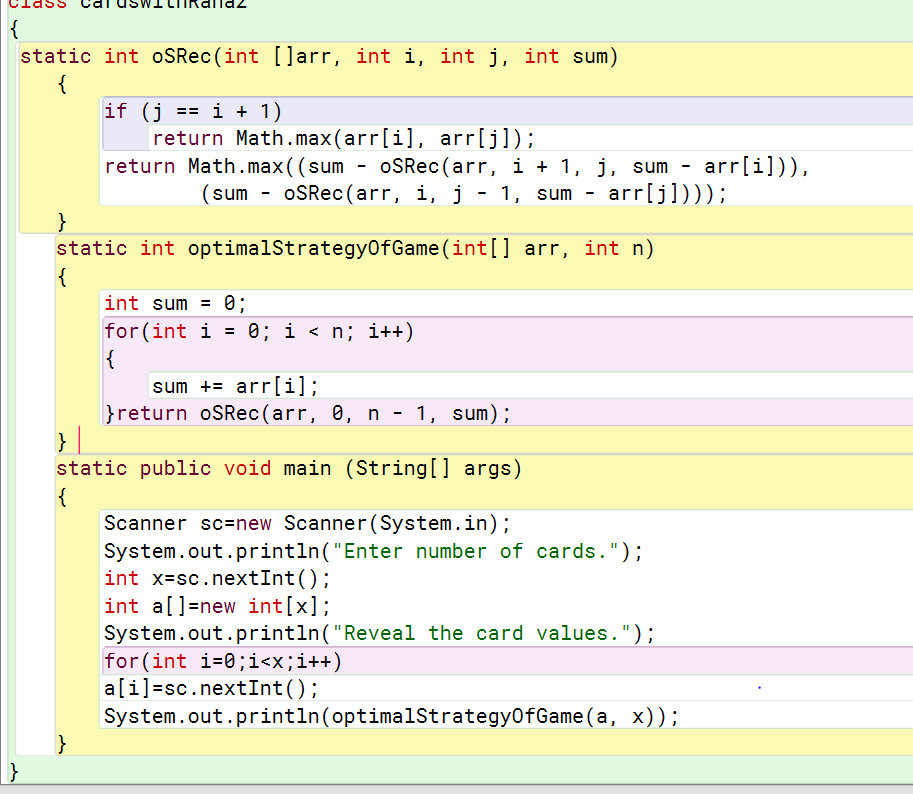 class cardswithRana2
{
static int oSRec(int []arr, int i, int j, int sum)
{
if (j == i + 1)
return Math.max(arr[i], arr[j]);
return Math.max((sum - oSRec(arr, i + 1, j, sum - arr[i])),
(sum - oSRec(arr, i, j - 1, sum - arr[j])));
}
static int optimalStrategyOfGame(int[] arr, int n)
{
int sum = 0;
for(int i = 0; i < n; i++)
{
sum += arr[i];
}return oSRec(arr, 0, n - 1, sum);
}
static public void main (String[] args)
{
Scanner sc=new Scanner(System.in);
System.out.println("Enter number of cards.");
int x=sc.nextInt();
int a[]=new int[x];
System.out.println("Reveal the card values.");
for(int i=0;i<x;i++)
a[i]=sc.nextInt();
System.out.println(optimalStrategyOfGame(a, x));
}
}